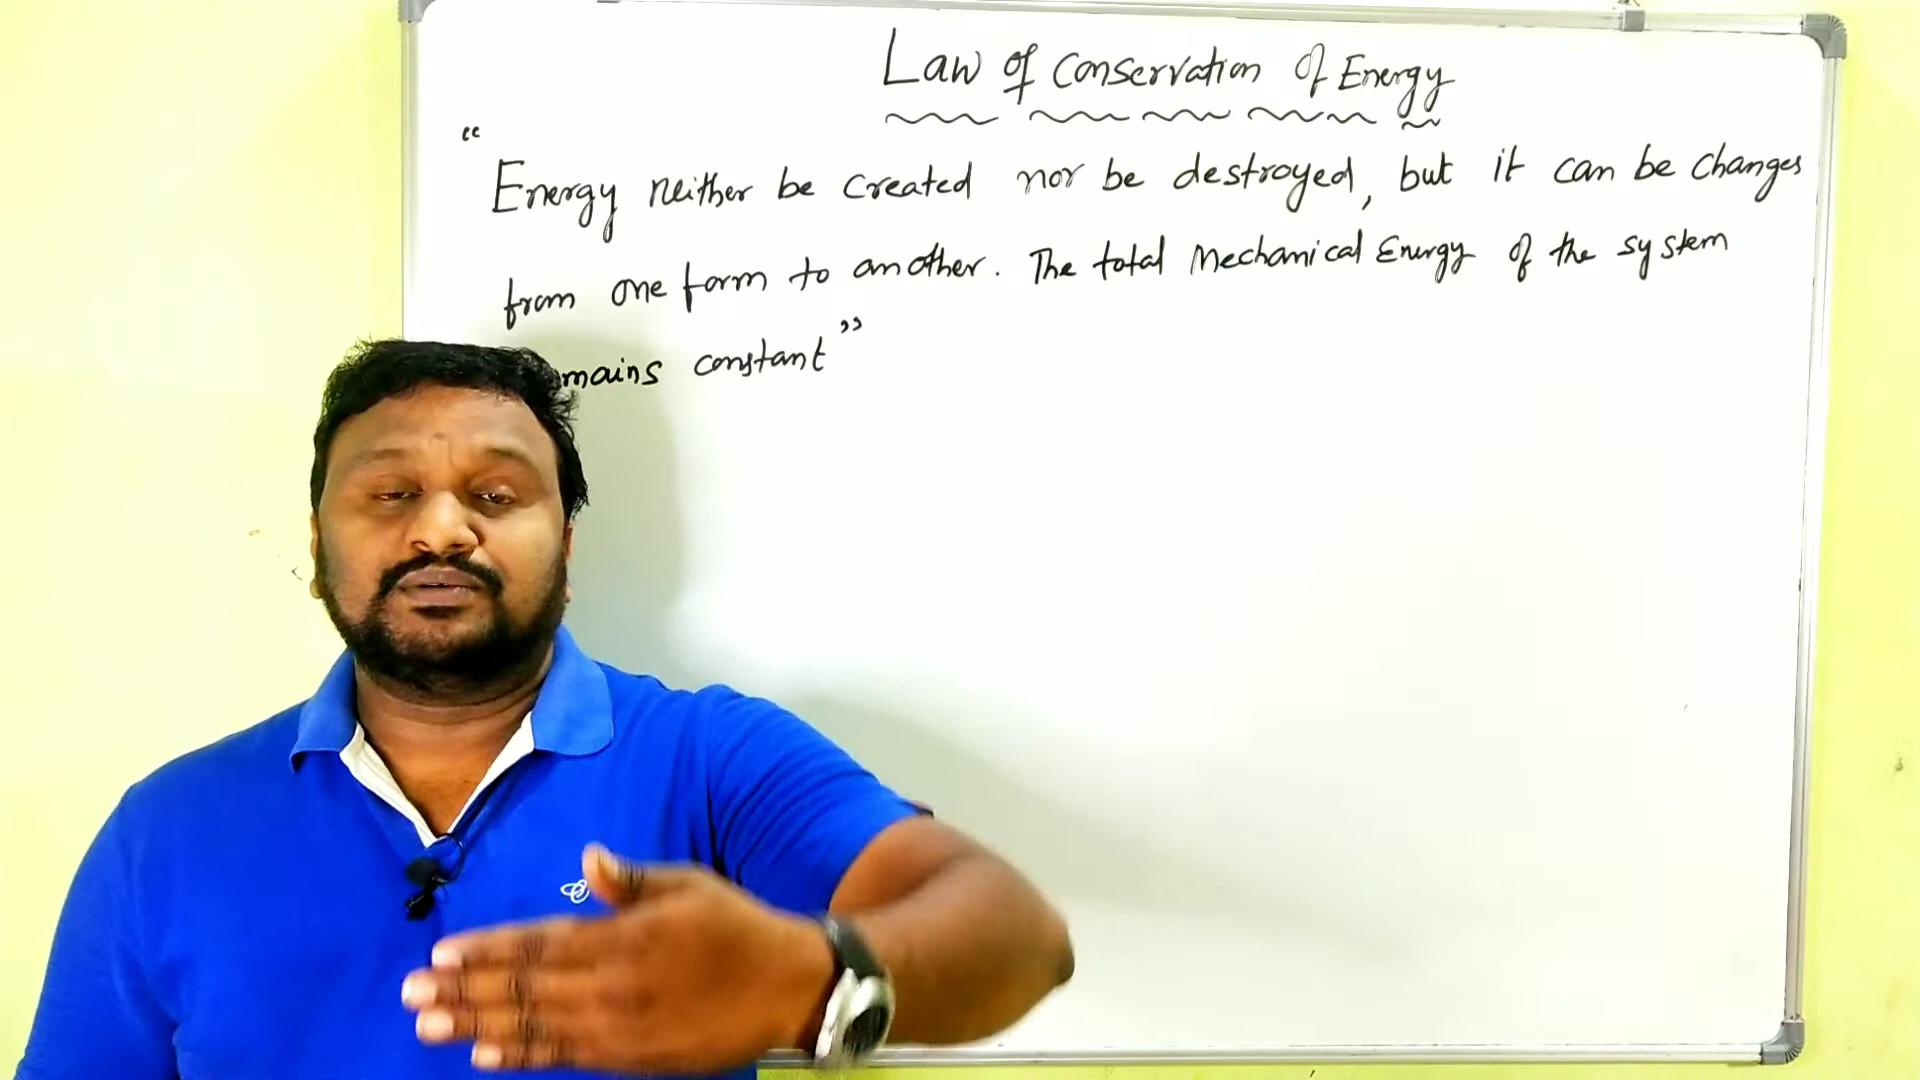 Law of Conservation of Energy
“
Energy neither be created nor be destroyed, but it can be changes
from one form to another. The total Mechanical Energy of the system
mains constant”